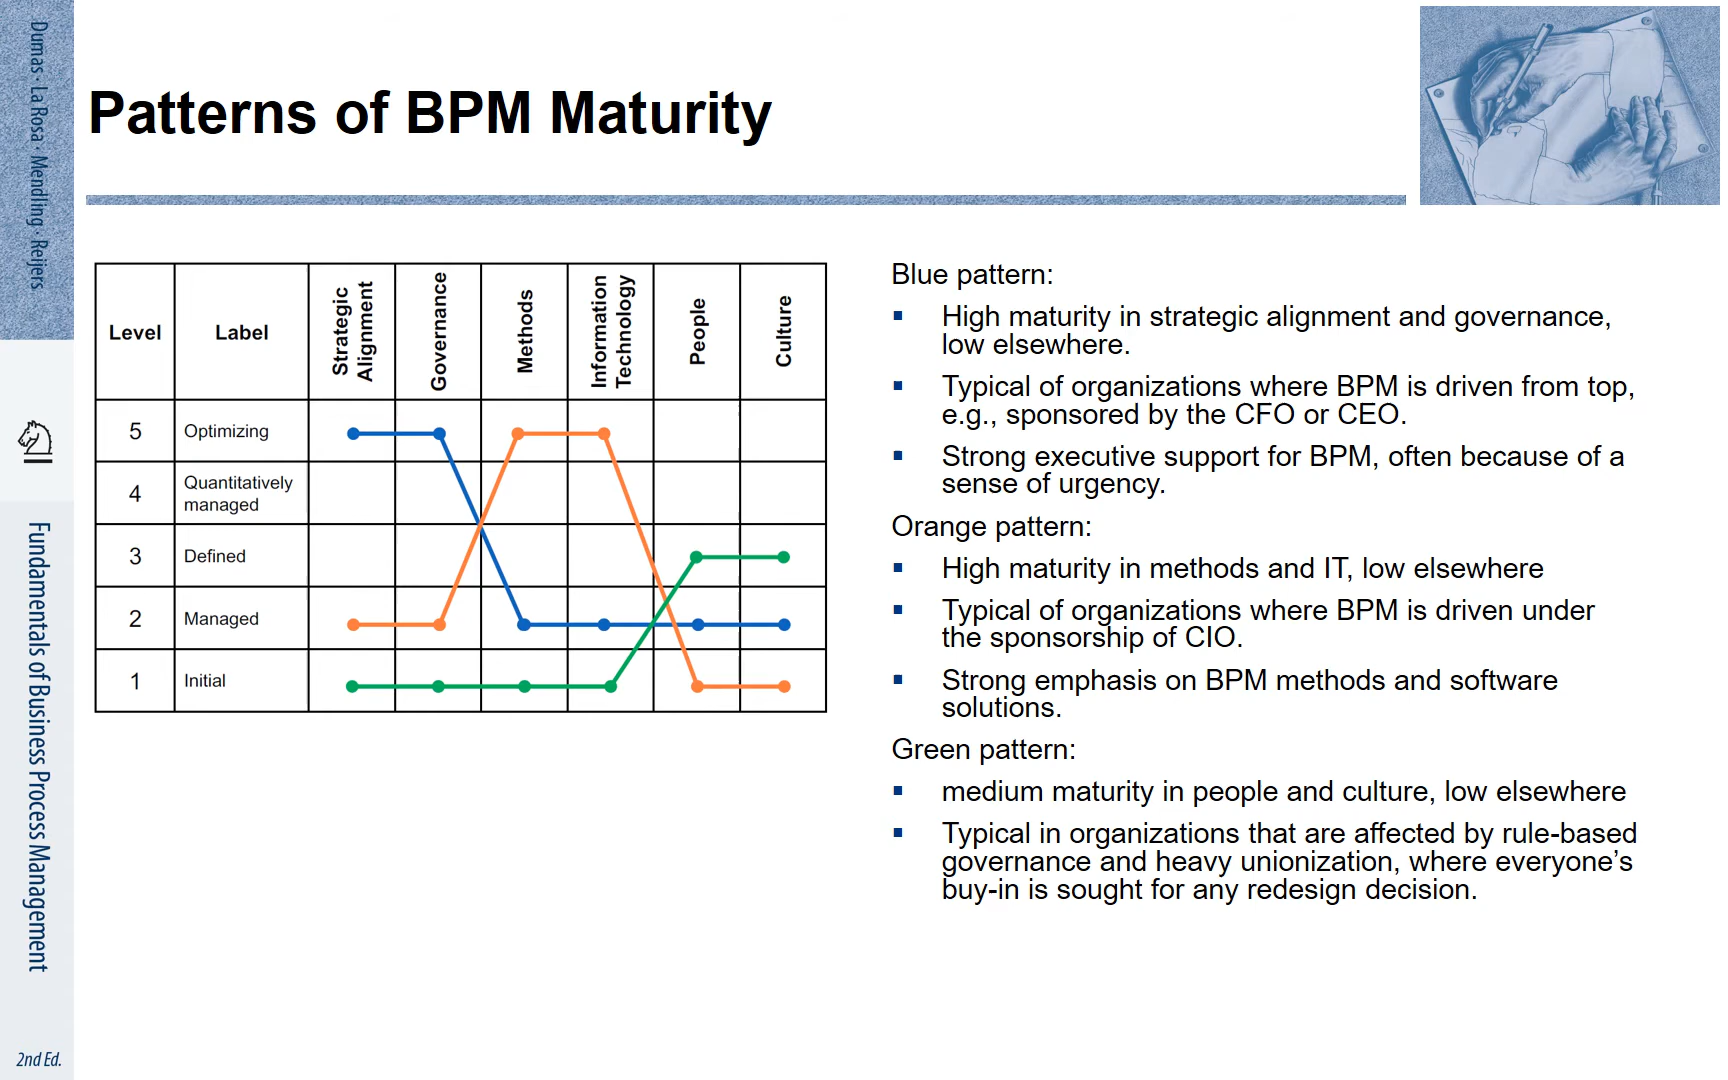 Dumas · La Rosa · Mendling · Reijers
Fundamentals of Business Process Management
2nd Ed.
Patterns of BPM Maturity
Level
Label
Strategic
Alignment
Governance
Methods
Information
Technology
People
Culture
5 Optimizing
4 Quantitatively
managed
3 Defined
2 Managed
1 Initial
Blue pattern:
▪ High maturity in strategic alignment and governance,
low elsewhere.
▪ Typical of organizations where BPM is driven from top,
e.g., sponsored by the CFO or CEO.
▪ Strong executive support for BPM, often because of a
sense of urgency.
Orange pattern:
▪ High maturity in methods and IT, low elsewhere
▪ Typical of organizations where BPM is driven under
the sponsorship of CIO.
▪ Strong emphasis on BPM methods and software
solutions.
Green pattern:
▪ medium maturity in people and culture, low elsewhere
▪ Typical in organizations that are affected by rule-based
governance and heavy unionization, where everyone’s
buy-in is sought for any redesign decision.